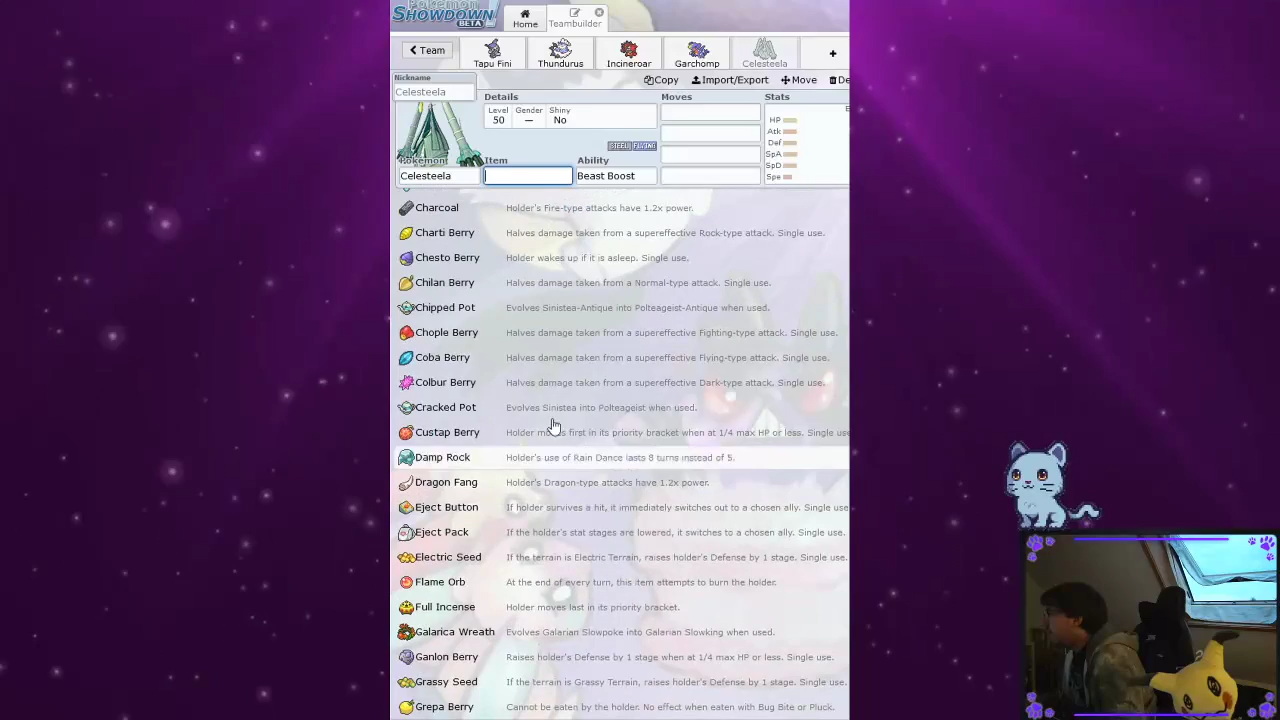 Pokémon
SHOWDOWN
BETA
Home
Teambuilder
Team
Tapu Fini
Thundurus
Incineroar
Garchomp
Celesteela
+
Copy
Import/Export
Move
De
Nickname
Celesteela
Details
Moves
Stats
Level
50
Gender
—
Shiny
No
HP
Atk
Def
SpA
SpD
Spe
STEEL FLYING
Pokémon
Item
Ability
Celesteela
Beast Boost
Charcoal Holder's Fire-type attacks have 1.2x power.
Charti Berry Halves damage taken from a supereffective Rock-type attack. Single use.
Chesto Berry Holder wakes up if it is asleep. Single use.
Chilan Berry Halves damage taken from a Normal-type attack. Single use.
Chipped Pot Evolves Sinistea-Antique into Polteageist-Antique when used.
Chople Berry Halves damage taken from a supereffective Fighting-type attack. Single use.
Coba Berry Halves damage taken from a supereffective Flying-type attack. Single use.
Colbur Berry Halves damage taken from a supereffective Dark-type attack. Single use.
Cracked Pot Evolves Sinistea into Polteageist when used.
Custap Berry Holder moves first in its priority bracket when at 1/4 max HP or less. Single use
Damp Rock Holder's use of Rain Dance lasts 8 turns instead of 5.
Dragon Fang Holder's Dragon-type attacks have 1.2x power.
Eject Button If holder survives a hit, it immediately switches out to a chosen ally. Single use.
Eject Pack If the holder's stat stages are lowered, it switches to a chosen ally. Single use.
Electric Seed If the terrain is Electric Terrain, raises holder's Defense by 1 stage. Single use.
Flame Orb At the end of every turn, this item attempts to burn the holder.
Full Incense Holder moves last in its priority bracket.
Galarica Wreath Evolves Galarian Slowpoke into Galarian Slowking when used.
Ganlon Berry Raises holder's Defense by 1 stage when at 1/4 max HP or less. Single use.
Grassy Seed If the terrain is Grassy Terrain, raises holder's Defense by 1 stage. Single use.
Grepa Berry Cannot be eaten by the holder. No effect when eaten with Bug Bite or Pluck.